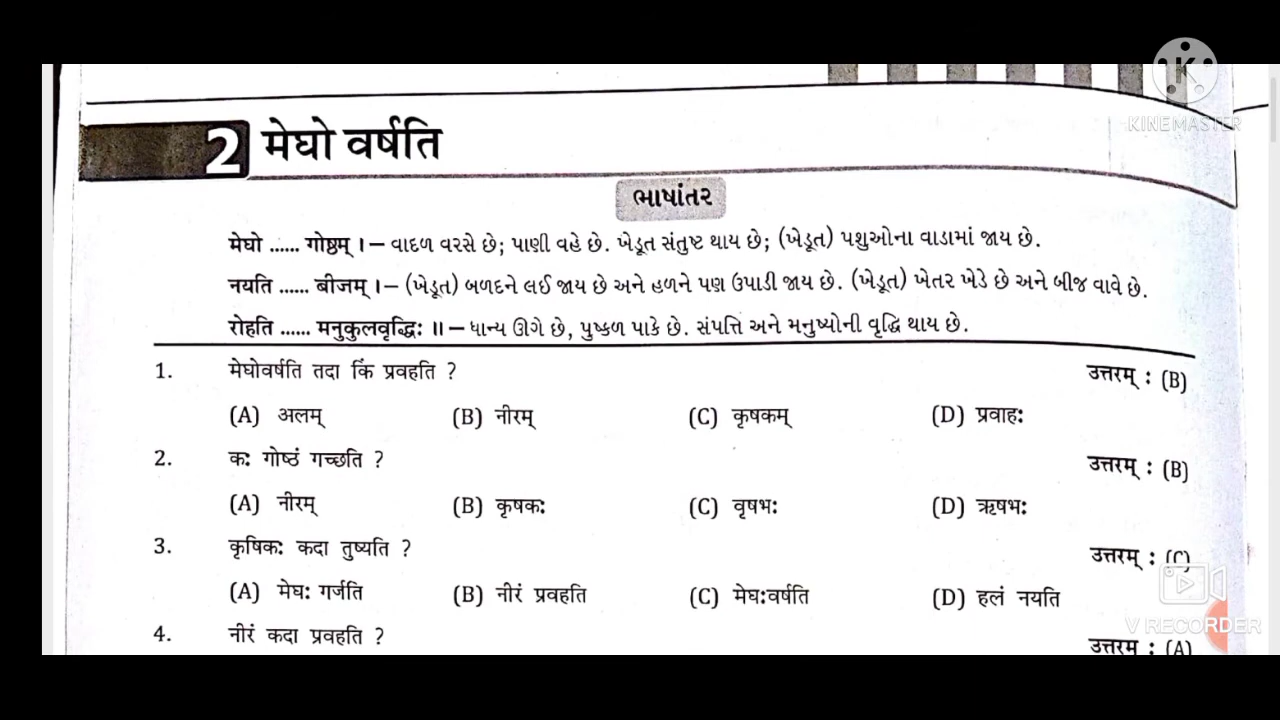 K
KINEMASTER
2 मेघो वर्षति
ભાષાંતર
मेघो ...... गोष्ठम् । – વાદળ વરસે છે; પાણી વહે છે. ખેડૂત સંતુષ્ટ થાય છે; (ખેડૂત) પશુઓના વાડામાં જાય છે.
नयति ...... बीजम् । – (ખેડૂત) બળદને લઈ જાય છે અને હળને પણ ઉપાડી જાય છે. (ખેડૂત) ખેતર ખેડે છે અને બીજ વાવે છે.
रोहति ...... मनुकुलवृद्धिः ॥ – ધાન્ય ઊગે છે, પુષ્કળ પાકે છે. સંપત્તિ અને મનુષ્યોની વૃદ્ધિ થાય છે.
1. मेघोवर्षति तदा किं प्रवहति ? उत्तरम् : (B)
(A) अलम् (B) नीरम् (C) कृषकम् (D) प्रवाहः
2. कः गोष्ठं गच्छति ? उत्तरम् : (B)
(A) नीरम् (B) कृषकः (C) वृषभः (D) ऋषभः
3. कृषिकः कदा तुष्यति ? उत्तरम् : (C)
(A) मेघः गर्जति (B) नीरं प्रवहति (C) मेघःवर्षति (D) हलं नयति
V RECORDER
4. नीरं कदा प्रवहति ? उत्तरम् : (A)